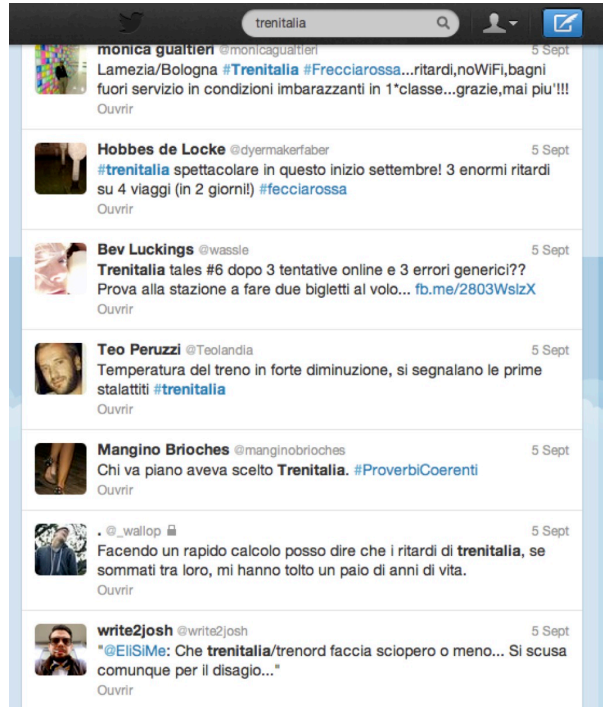 trenitalia
monica gualtieri @monicagualtieri 5 Sept
Lamezia/Bologna #Trenitalia #Frecciarossa...ritardi,noWiFi,bagni
fuori servizio in condizioni imbarazzanti in 1*classe...grazie,mai piu'!!!
Ouvrir
Hobbes de Locke @dyermakerfaber 5 Sept
#trenitalia spettacolare in questo inizio settembre! 3 enormi ritardi
su 4 viaggi (in 2 giorni!) #fecciarossa
Ouvrir
Bev Luckings @wassle 5 Sept
Trenitalia tales #6 dopo 3 tentative online e 3 errori generici??
Prova alla stazione a fare due bigletti al volo... fb.me/2803WslzX
Ouvrir
Teo Peruzzi @Teolandia 5 Sept
Temperatura del treno in forte diminuzione, si segnalano le prime
stalattiti #trenitalia
Ouvrir
Mangino Brioches @manginobrioches 5 Sept
Chi va piano aveva scelto Trenitalia. #ProverbiCoerenti
Ouvrir
. @_wallop 5 Sept
Facendo un rapido calcolo posso dire che i ritardi di trenitalia, se
sommati tra loro, mi hanno tolto un paio di anni di vita.
Ouvrir
write2josh @write2josh 5 Sept
"@EliSiMe: Che trenitalia/trenord faccia sciopero o meno... Si scusa
comunque per il disagio..."
Ouvrir